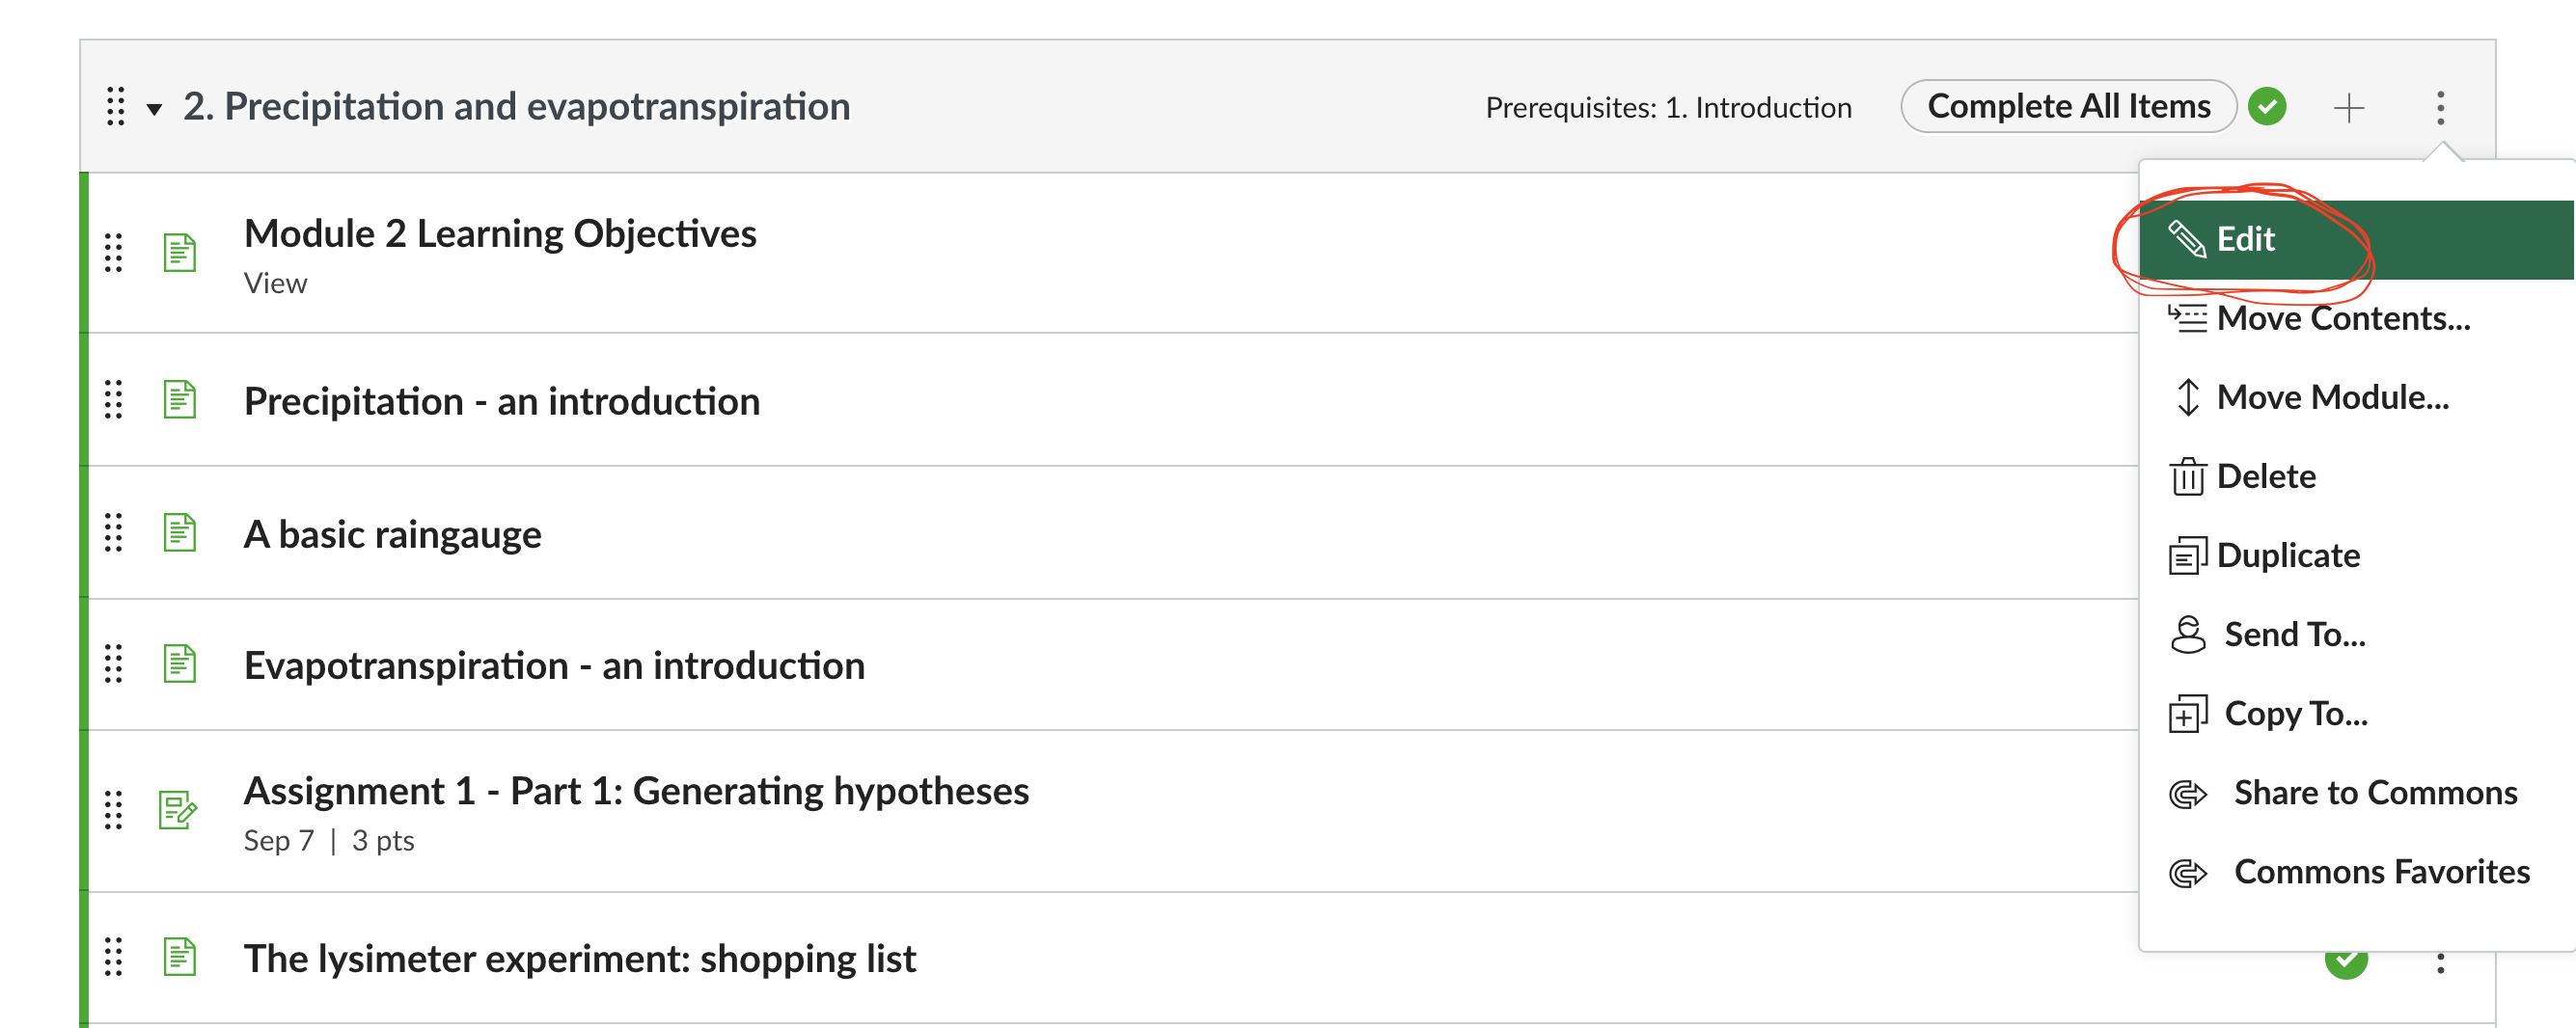 2. Precipitation and evapotranspiration
Prerequisites: 1. Introduction
Complete All Items
Module 2 Learning Objectives
View
Precipitation - an introduction
A basic raingauge
Evapotranspiration - an introduction
Assignment 1 - Part 1: Generating hypotheses
Sep 7 | 3 pts
The lysimeter experiment: shopping list
Edit
Move Contents...
Move Module...
Delete
Duplicate
Send To...
Copy To...
Share to Commons
Commons Favorites